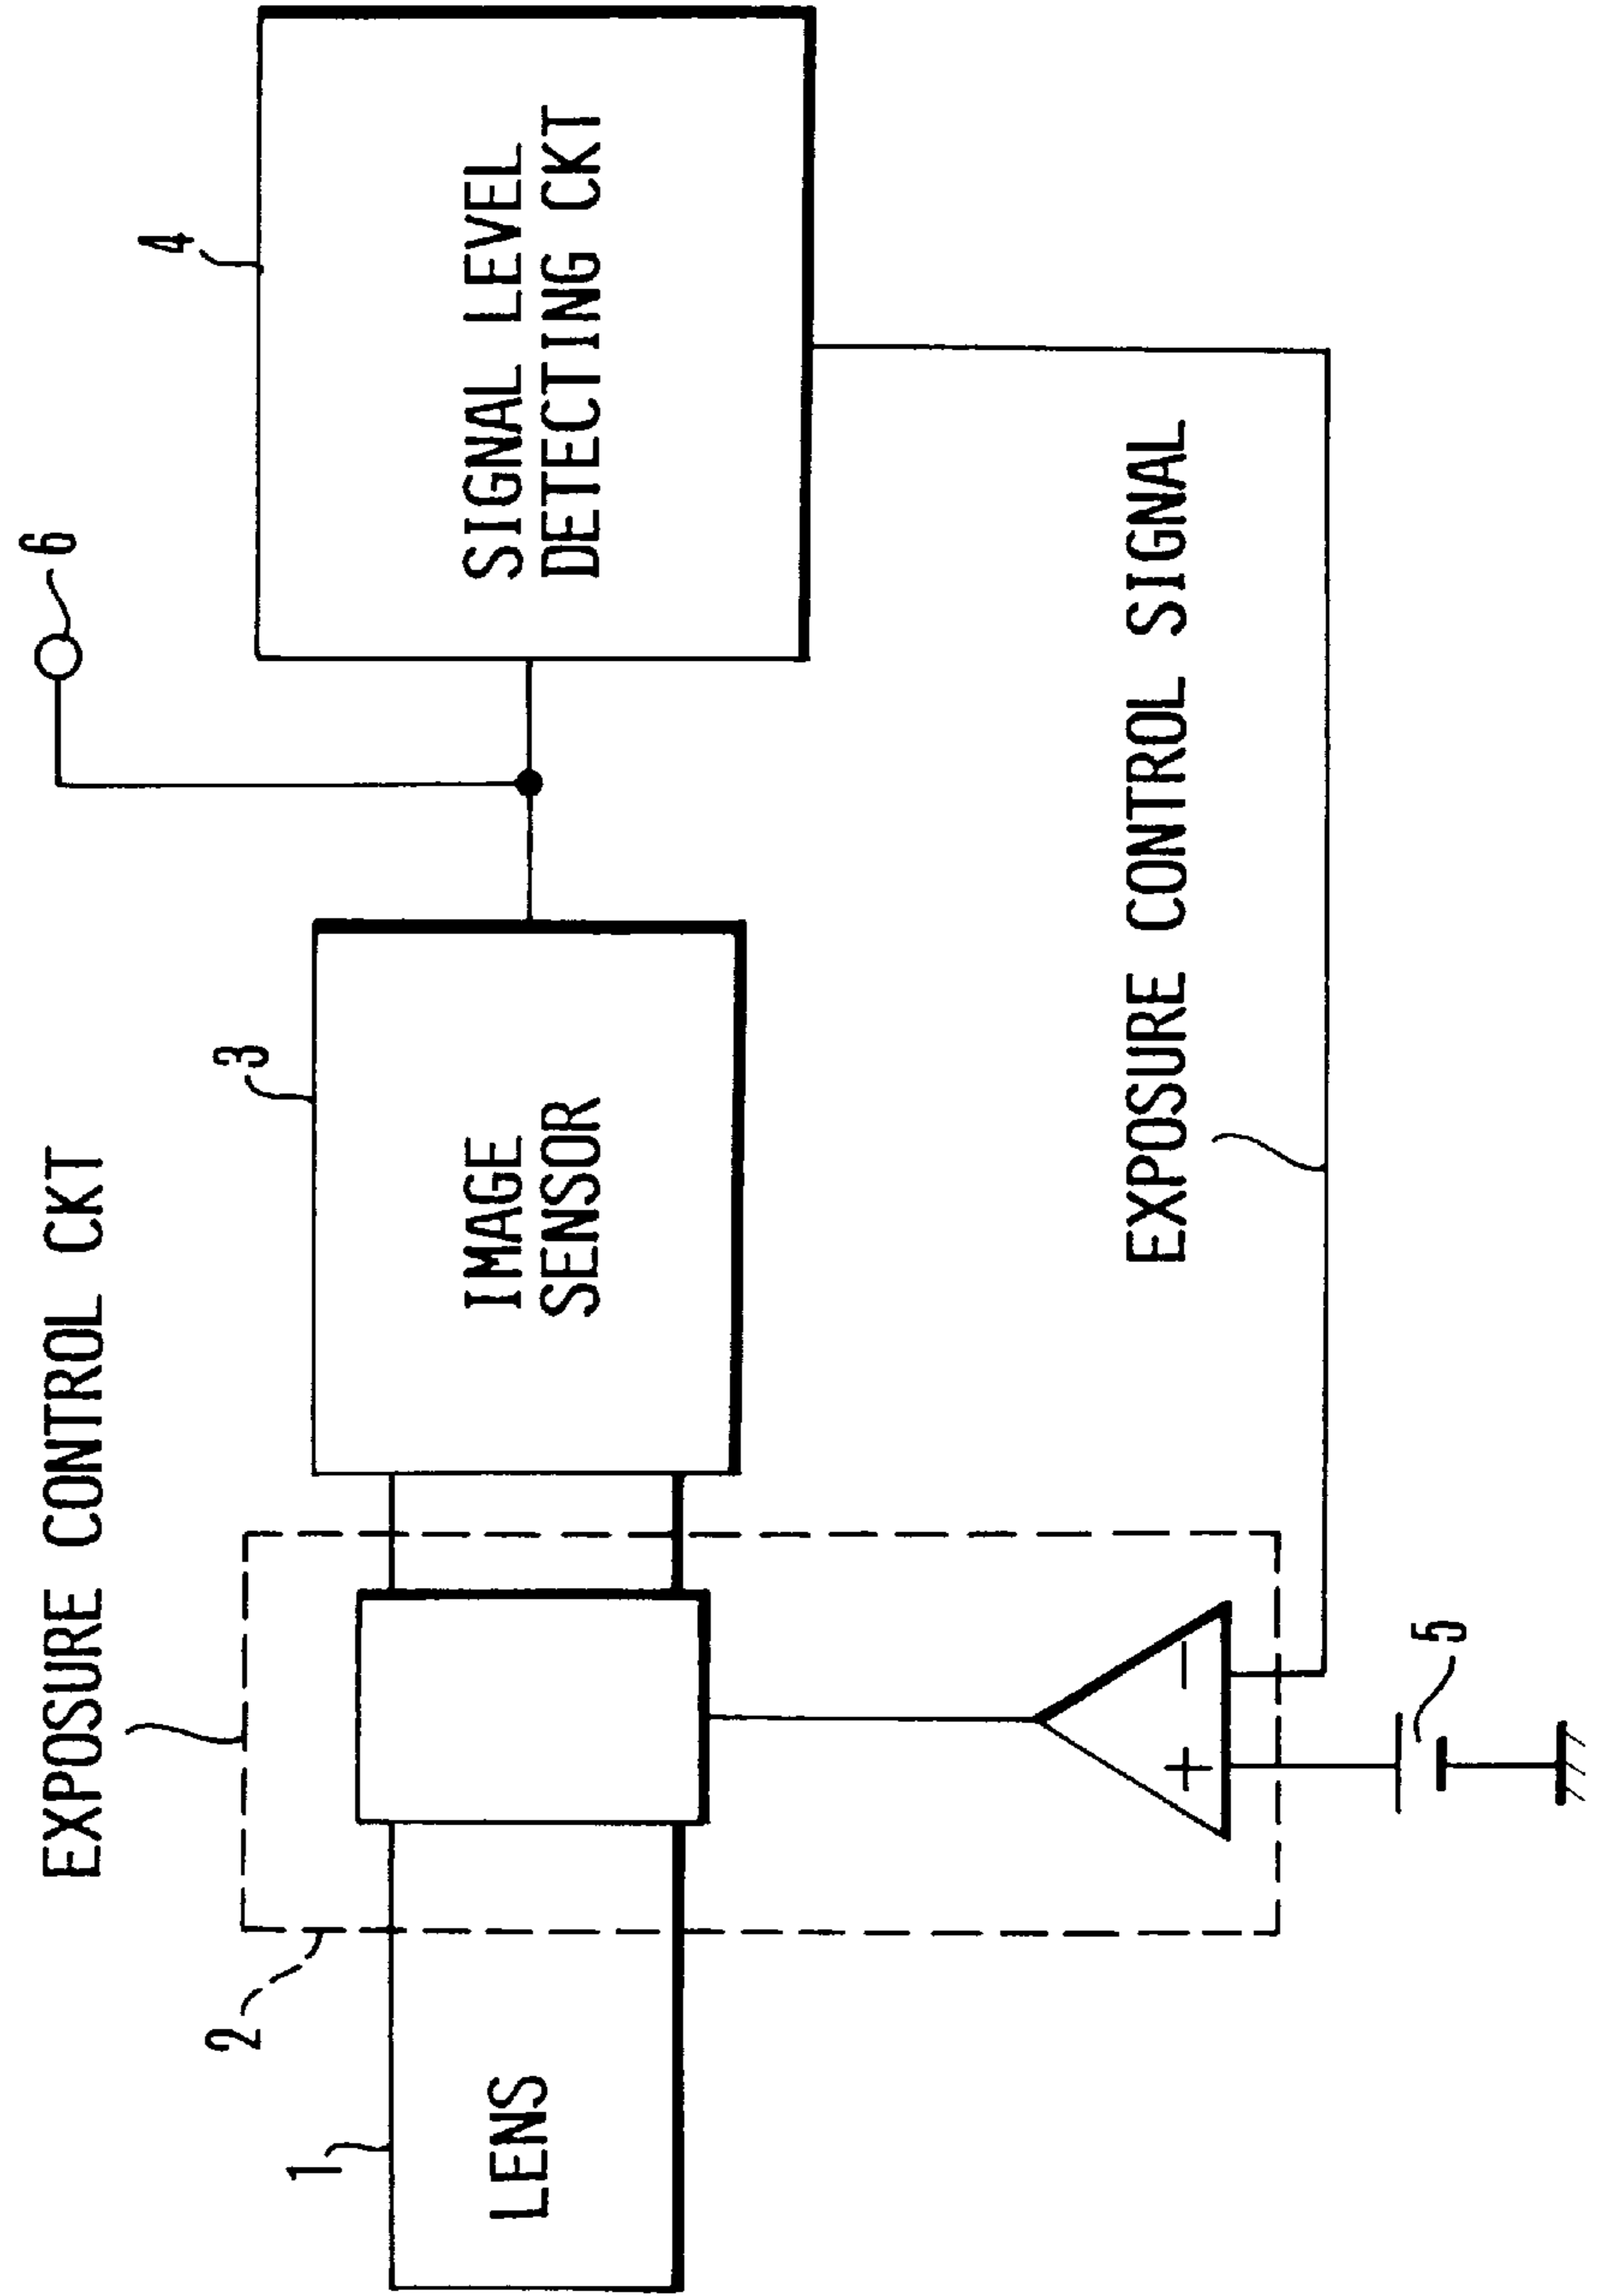 EXPOSURE CONTROL CKT
6
4
3
2
1
LENS
IMAGE
SENSOR
SIGNAL LEVEL
DETECTING CKT
+
−
EXPOSURE CONTROL SIGNAL
5